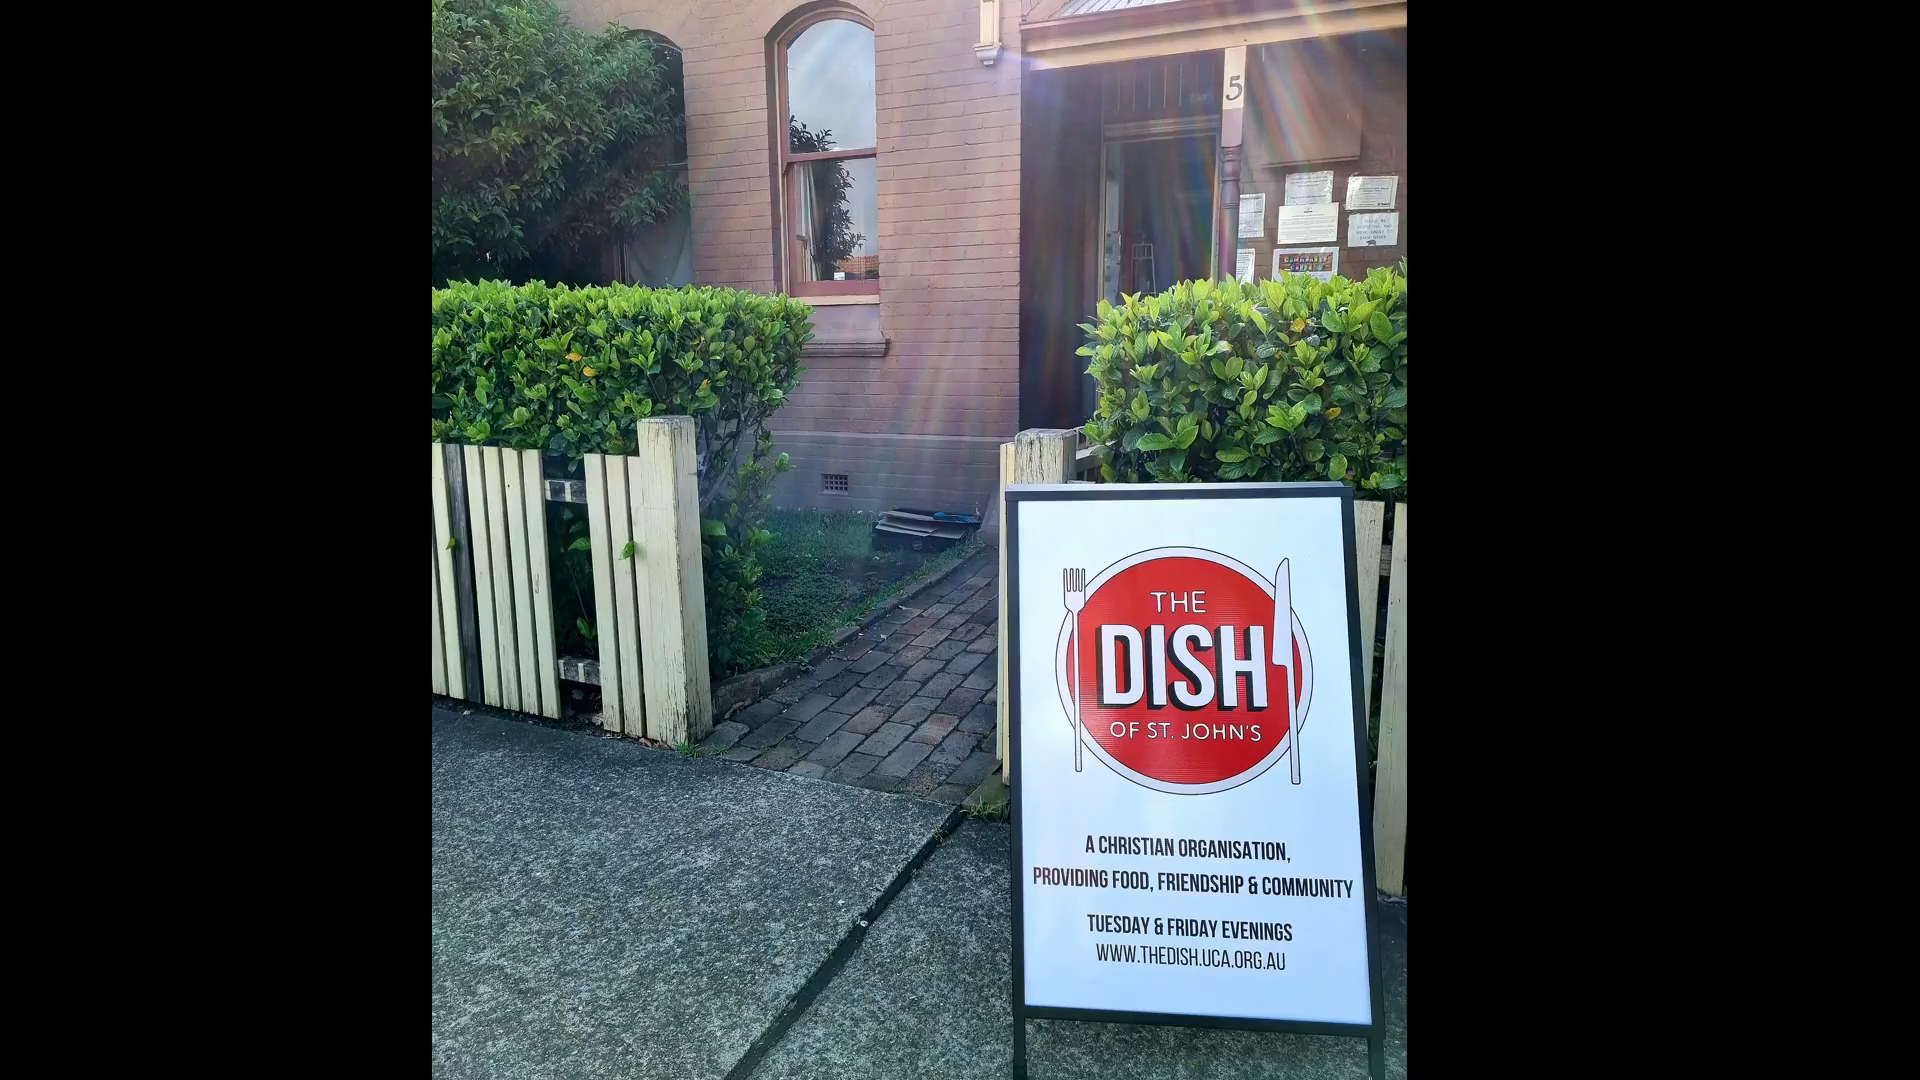 5
THE
DISH
OF ST. JOHN'S
A CHRISTIAN ORGANISATION,
PROVIDING FOOD, FRIENDSHIP & COMMUNITY
TUESDAY & FRIDAY EVENINGS
WWW.THEDISH.UCA.ORG.AU